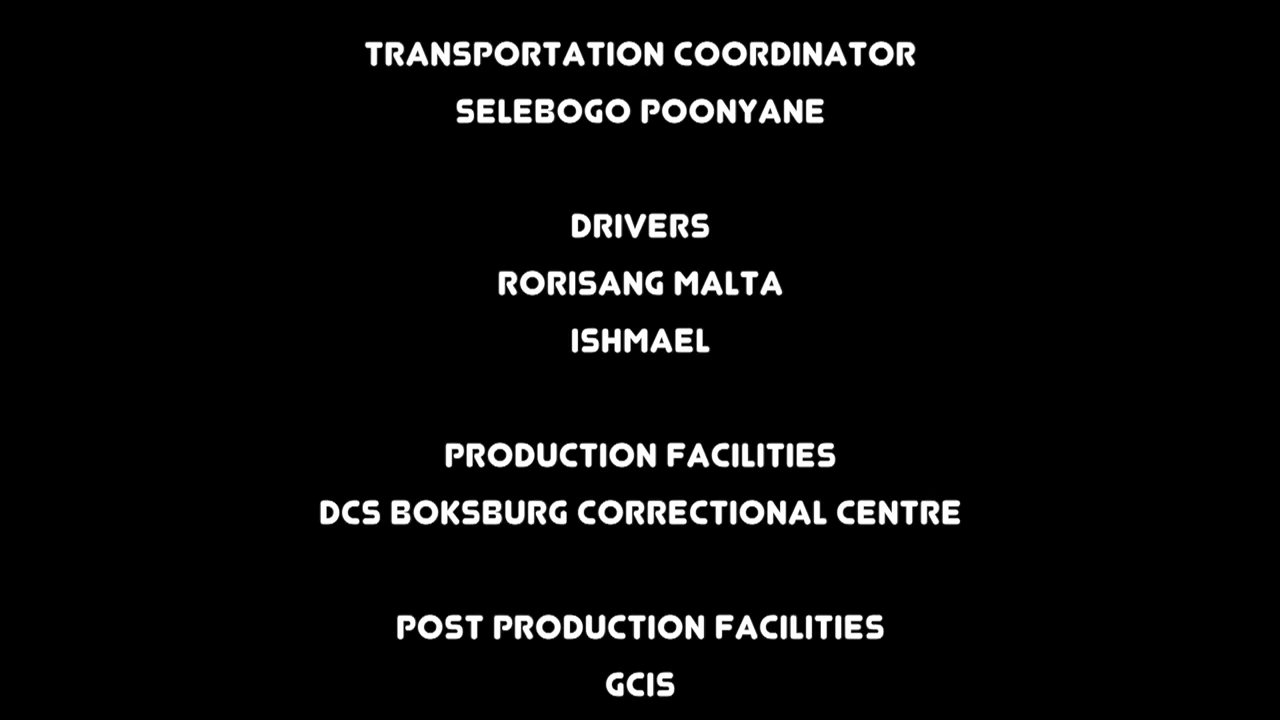 TRANSPORTATION COORDINATOR
SELEBOGO POONYANE
DRIVERS
RORISANG MALTA
ISHMAEL
PRODUCTION FACILITIES
DCS BOKSBURG CORRECTIONAL CENTRE
POST PRODUCTION FACILITIES
GCIS